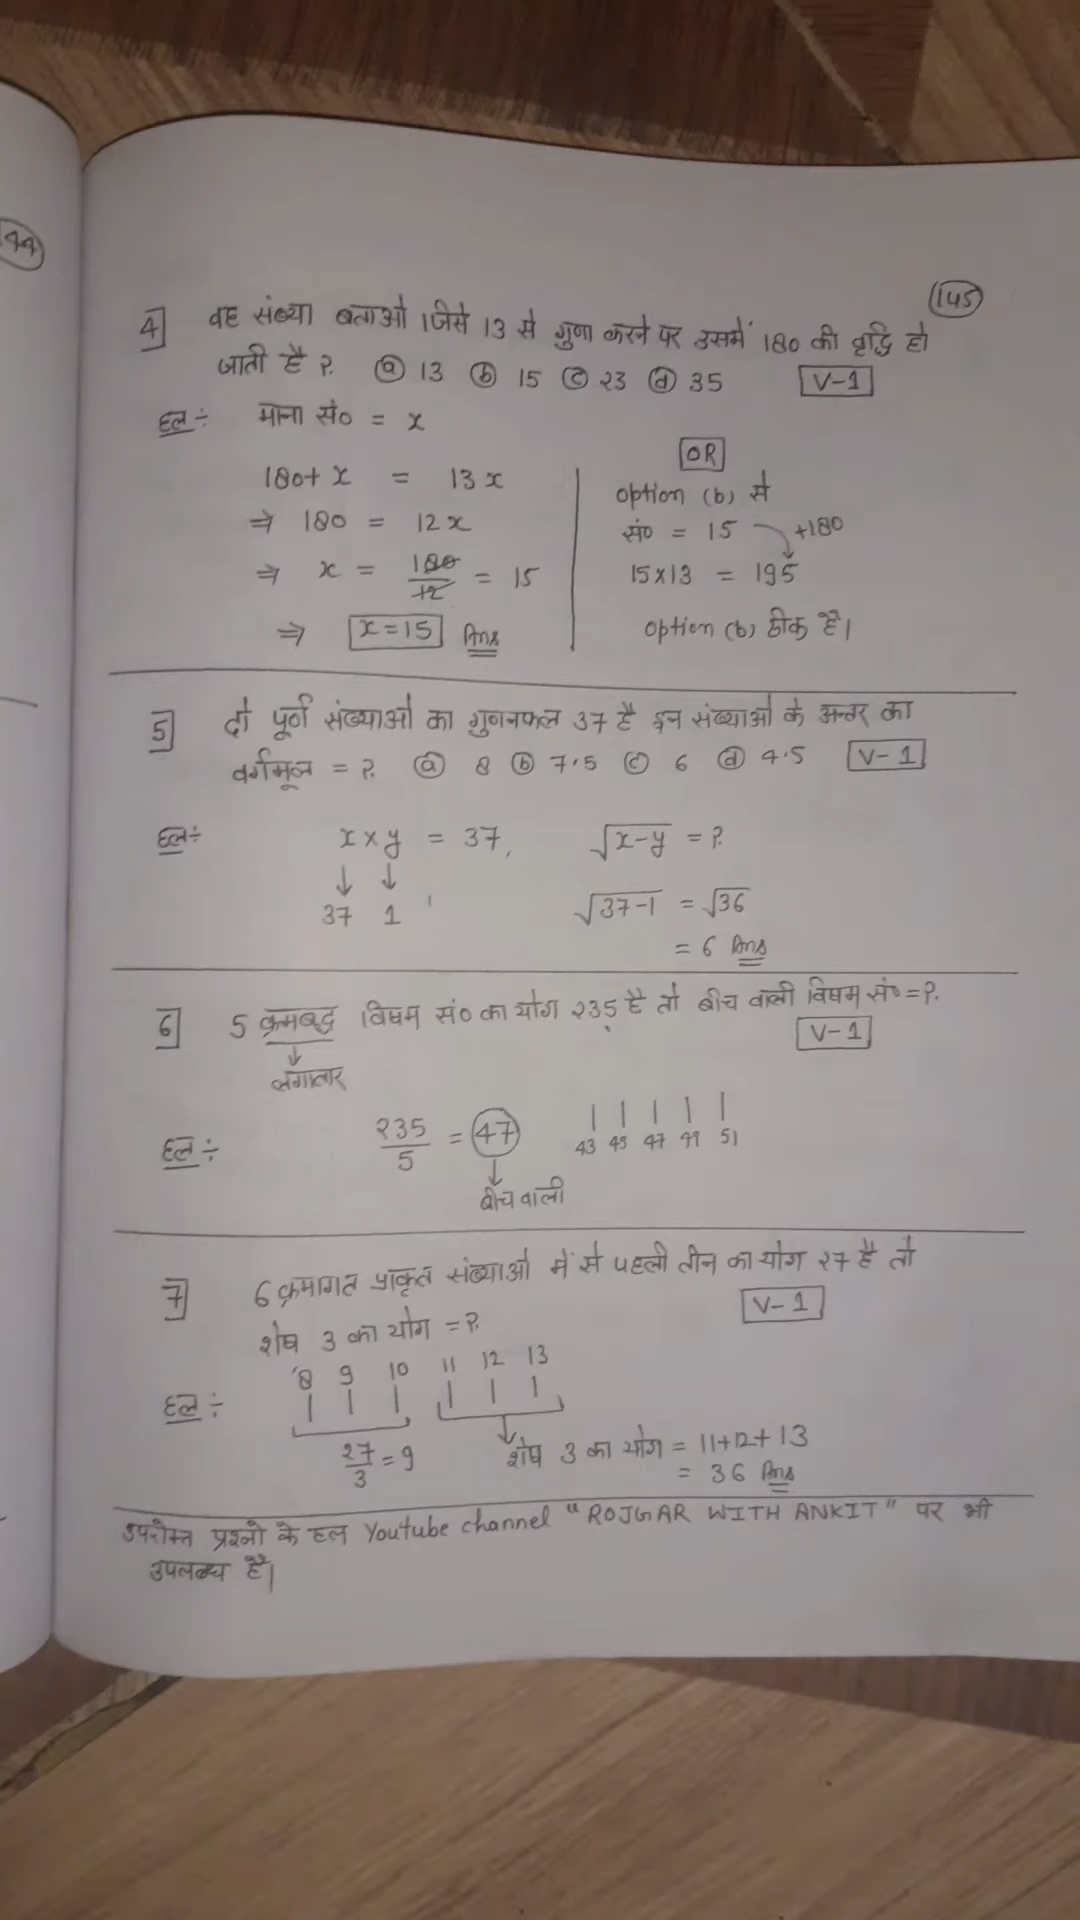 44
145
4] वह संख्या बताओ जिसे 13 से गुणा करने पर उसमें 180 की वृद्धि हो
जाती है ? ⓐ 13 ⓑ 15 ⓒ 23 ⓓ 35 V-1
हल ÷ माना सं० = x
180+ x = 13x
⇒ 180 = 12x
⇒ x = 180/12 = 15
⇒ x=15 Ans
OR
option (b) से
सं० = 15 +180
15×13 = 195
option (b) ठीक है।
5] दो पूर्ण संख्याओं का गुणनफल 37 है इन संख्याओं के अन्तर का
वर्गमूल = ? ⓐ 8 ⓑ 7.5 ⓒ 6 ⓓ 4.5 V-1
हल ÷ x × y = 37, √x-y = ?
↓ ↓
37 1 √37-1 = √36
= 6 Ans
6] 5 क्रमबद्ध विषम सं० का योग 235 है तो बीच वाली विषम सं० = ?
V-1
↓
लगातार
हल ÷ 235/5 = 47 | | | | |
43 45 47 49 51
↓
बीच वाली
7] 6 क्रमागत प्राकृत संख्याओं में से पहली तीन का योग 27 है तो
शेष 3 का योग = ? V-1
8 9 10 11 12 13
हल ÷ | | | | | |
27/3 = 9 शेष 3 का योग = 11+12+13
= 36 Ans
उपरोक्त प्रश्नों के हल Youtube channel "ROJGAR WITH ANKIT" पर भी
उपलब्ध है।